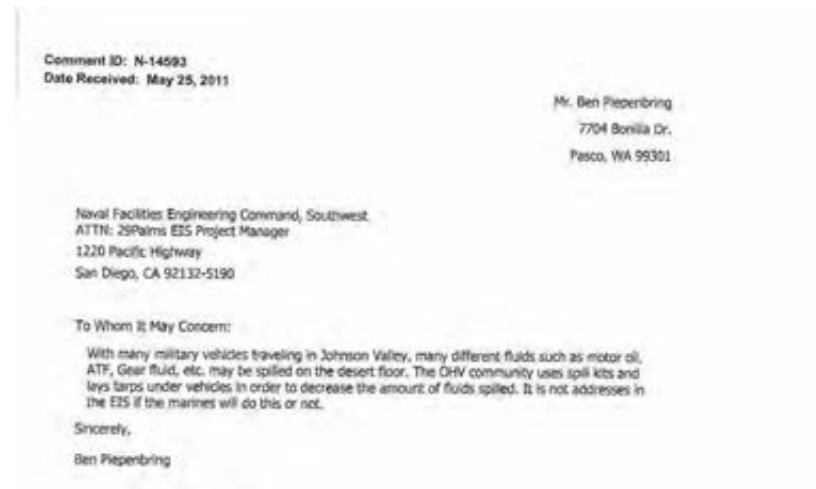 Comment ID: N-14593
Date Received: May 25, 2011
Mr. Ben Piepenbring
7704 Bonilla Dr.
Pasco, WA 99301
Naval Facilities Engineering Command, Southwest
ATTN: 29Palms EIS Project Manager
1220 Pacific Highway
San Diego, CA 92132-5190
To Whom It May Concern:
With many military vehicles traveling in Johnson Valley, many different fluids such as motor oil,
ATF, Gear fluid, etc. may be spilled on the desert floor. The OHV community uses spill kits and
lays tarps under vehicles in order to decrease the amount of fluids spilled. It is not addresses in
the EIS if the marines will do this or not.
Sincerely,
Ben Piepenbring